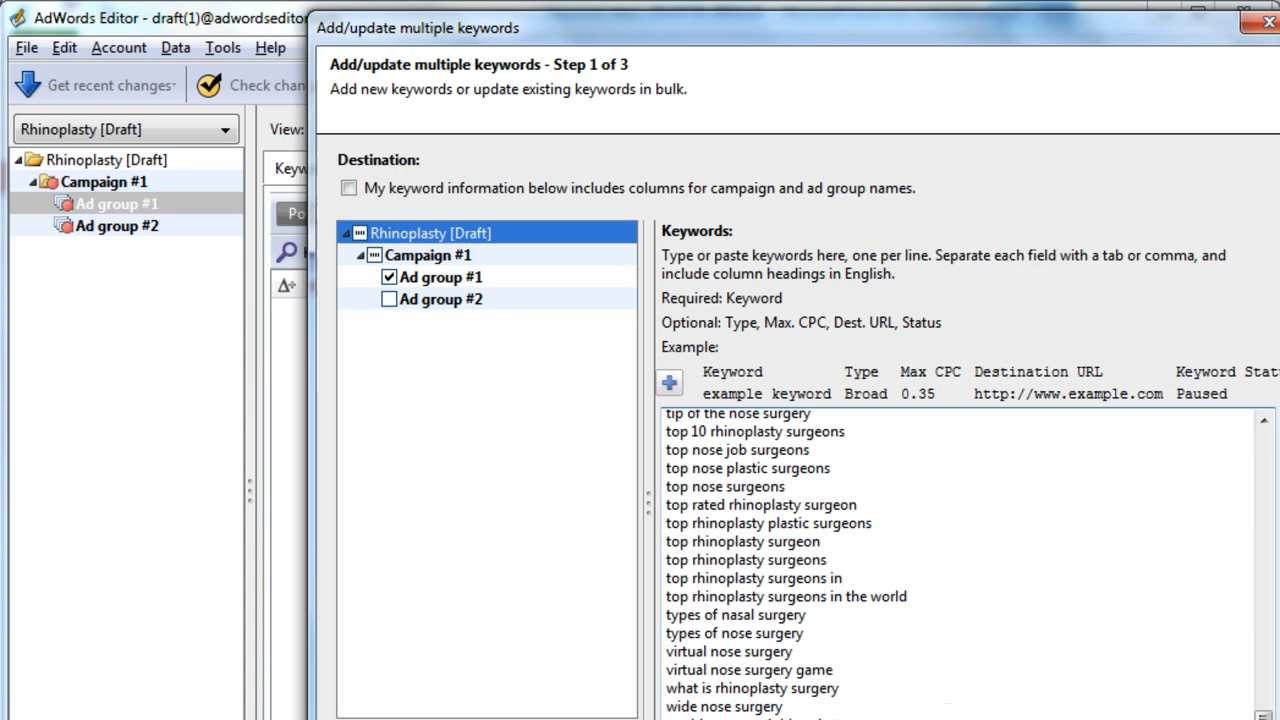 AdWords Editor - draft(1)@adwordseditor
Add/update multiple keywords
File Edit Account Data Tools Help
Get recent changes
Check chan
Add/update multiple keywords - Step 1 of 3
Add new keywords or update existing keywords in bulk.
Rhinoplasty [Draft]
View:
Rhinoplasty [Draft]
Campaign #1
Ad group #1
Ad group #2
Keyw
Po
Destination:
My keyword information below includes columns for campaign and ad group names.
Rhinoplasty [Draft]
Campaign #1
Ad group #1
Ad group #2
Keywords:
Type or paste keywords here, one per line. Separate each field with a tab or comma, and
include column headings in English.
Required: Keyword
Optional: Type, Max. CPC, Dest. URL, Status
Example:
Keyword Type Max CPC Destination URL Keyword Stat
example keyword Broad 0.35 http://www.example.com Paused
tip of the nose surgery
top 10 rhinoplasty surgeons
top nose job surgeons
top nose plastic surgeons
top nose surgeons
top rated rhinoplasty surgeon
top rhinoplasty plastic surgeons
top rhinoplasty surgeon
top rhinoplasty surgeons
top rhinoplasty surgeons in
top rhinoplasty surgeons in the world
types of nasal surgery
types of nose surgery
virtual nose surgery
virtual nose surgery game
what is rhinoplasty surgery
wide nose surgery